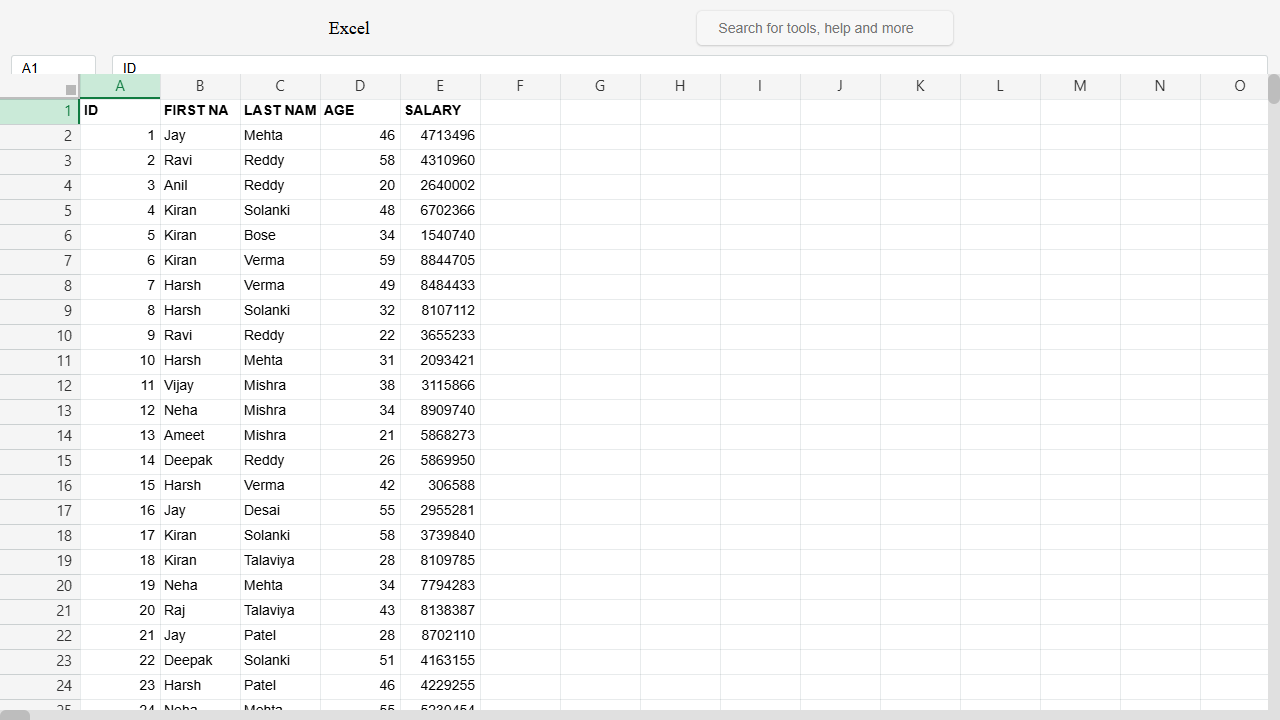 Excel
Search for tools, help and more
A1 ID
A B C D E F G H I J K L M N O
1 ID FIRST NA LAST NAM AGE SALARY
2 1 Jay Mehta 46 4713496
3 2 Ravi Reddy 58 4310960
4 3 Anil Reddy 20 2640002
5 4 Kiran Solanki 48 6702366
6 5 Kiran Bose 34 1540740
7 6 Kiran Verma 59 8844705
8 7 Harsh Verma 49 8484433
9 8 Harsh Solanki 32 8107112
10 9 Ravi Reddy 22 3655233
11 10 Harsh Mehta 31 2093421
12 11 Vijay Mishra 38 3115866
13 12 Neha Mishra 34 8909740
14 13 Ameet Mishra 21 5868273
15 14 Deepak Reddy 26 5869950
16 15 Harsh Verma 42 306588
17 16 Jay Desai 55 2955281
18 17 Kiran Solanki 58 3739840
19 18 Kiran Talaviya 28 8109785
20 19 Neha Mehta 34 7794283
21 20 Raj Talaviya 43 8138387
22 21 Jay Patel 28 8702110
23 22 Deepak Solanki 51 4163155
24 23 Harsh Patel 46 4229255
25 24 Neha Mehta 55 5230454